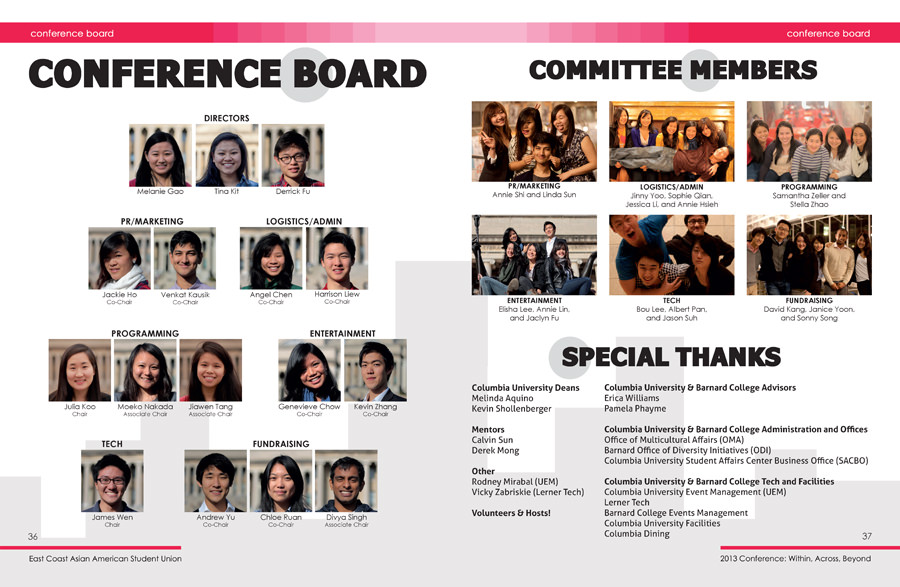 conference board
CONFERENCE BOARD
DIRECTORS
Melanie Gao
Tina Kit
Derrick Fu
PR/MARKETING
Jackie Ho
Co-Chair
Venkat Kausik
Co-Chair
LOGISTICS/ADMIN
Angel Chen
Co-Chair
Harrison Liew
Co-Chair
PROGRAMMING
Julia Koo
Chair
Moeko Nakada
Associate Chair
Jiawen Tang
Associate Chair
ENTERTAINMENT
Genevieve Chow
Co-Chair
Kevin Zhang
Co-Chair
TECH
James Wen
Chair
FUNDRAISING
Andrew Yu
Co-Chair
Chloe Ruan
Co-Chair
Divya Singh
Associate Chair
36
East Coast Asian American Student Union
conference board
COMMITTEE MEMBERS
PR/MARKETING
Annie Shi and Linda Sun
LOGISTICS/ADMIN
Jinny Yoo, Sophie Qian,
Jessica Li, and Annie Hsieh
PROGRAMMING
Samantha Zeller and
Stella Zhao
ENTERTAINMENT
Elisha Lee, Annie Lin,
and Jaclyn Fu
TECH
Bou Lee, Albert Pan,
and Jason Suh
FUNDRAISING
David Kang, Janice Yoon,
and Sonny Song
SPECIAL THANKS
Columbia University Deans
Melinda Aquino
Kevin Shollenberger
Mentors
Calvin Sun
Derek Mong
Other
Rodney Mirabal (UEM)
Vicky Zabriskie (Lerner Tech)
Volunteers & Hosts!
Columbia University & Barnard College Advisors
Erica Williams
Pamela Phayme
Columbia University & Barnard College Administration and Offices
Office of Multicultural Affairs (OMA)
Barnard Office of Diversity Initiatives (ODI)
Columbia University Student Affairs Center Business Office (SACBO)
Columbia University & Barnard College Tech and Facilities
Columbia University Event Management (UEM)
Lerner Tech
Barnard College Events Management
Columbia University Facilities
Columbia Dining
37
2013 Conference: Within, Across, Beyond